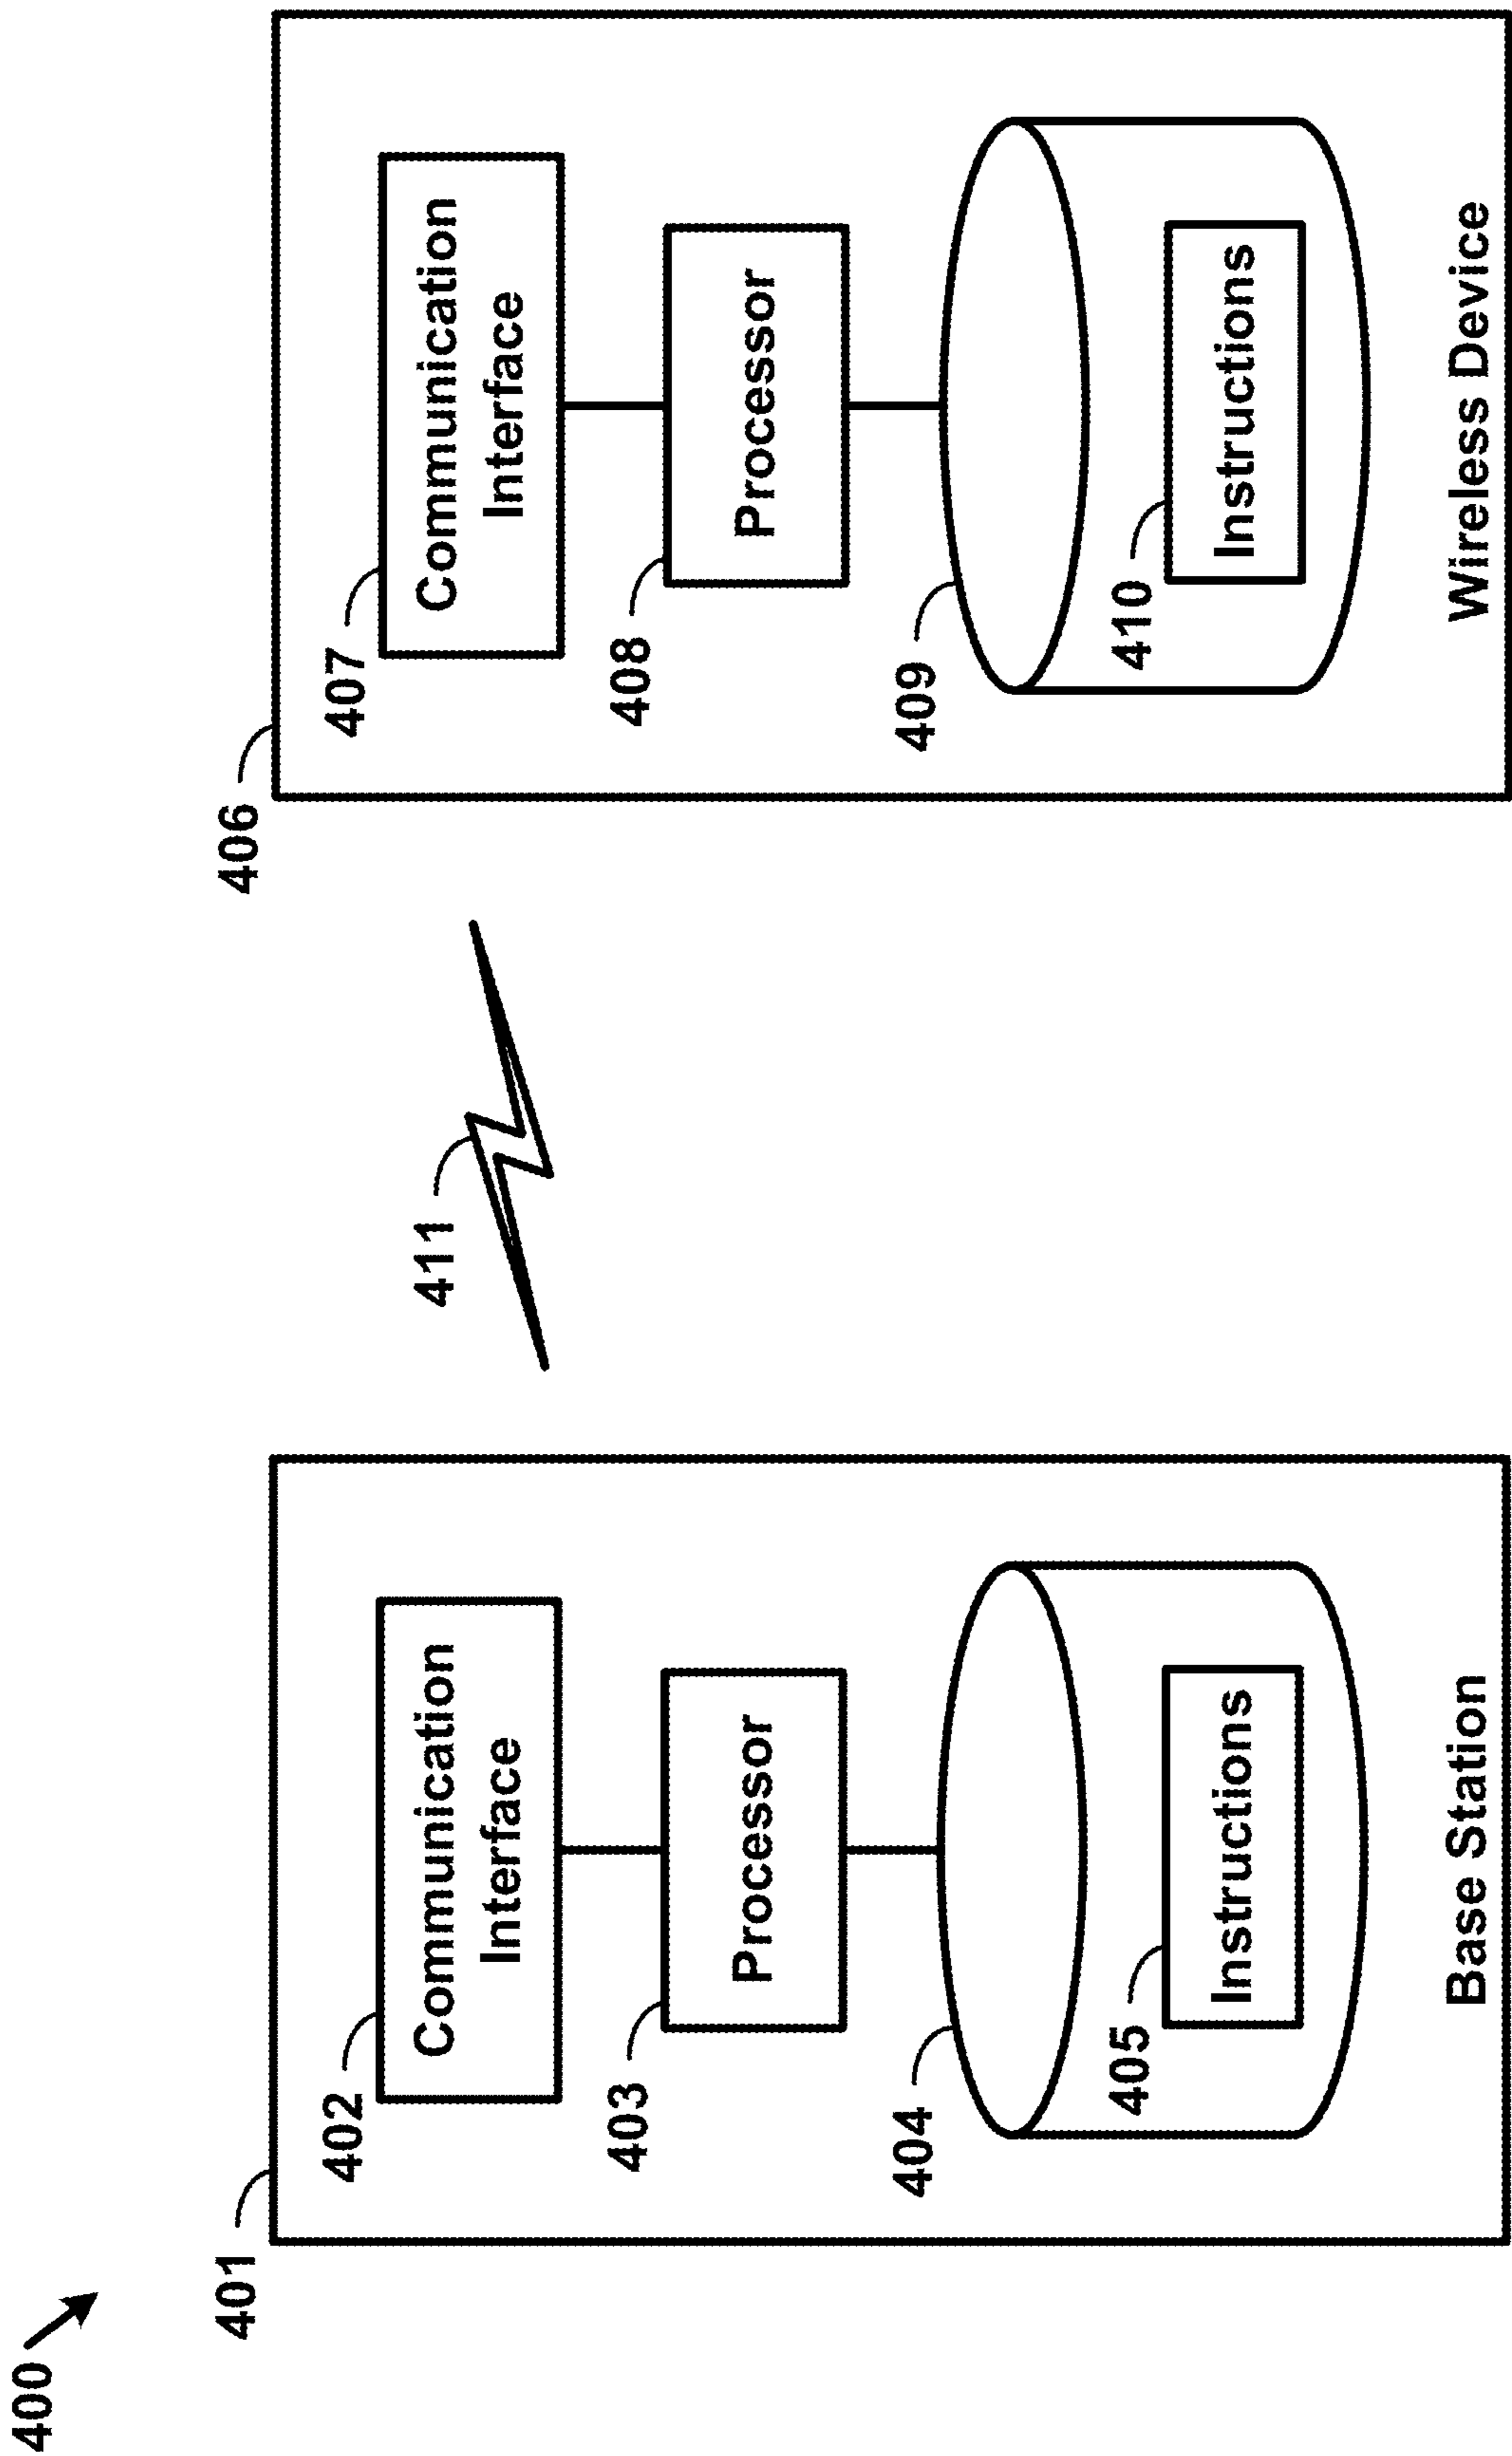 400
401
402
Communication
Interface
403
Processor
404
405
Instructions
Base Station
411
406
407
Communication
Interface
408
Processor
409
410
Instructions
Wireless Device